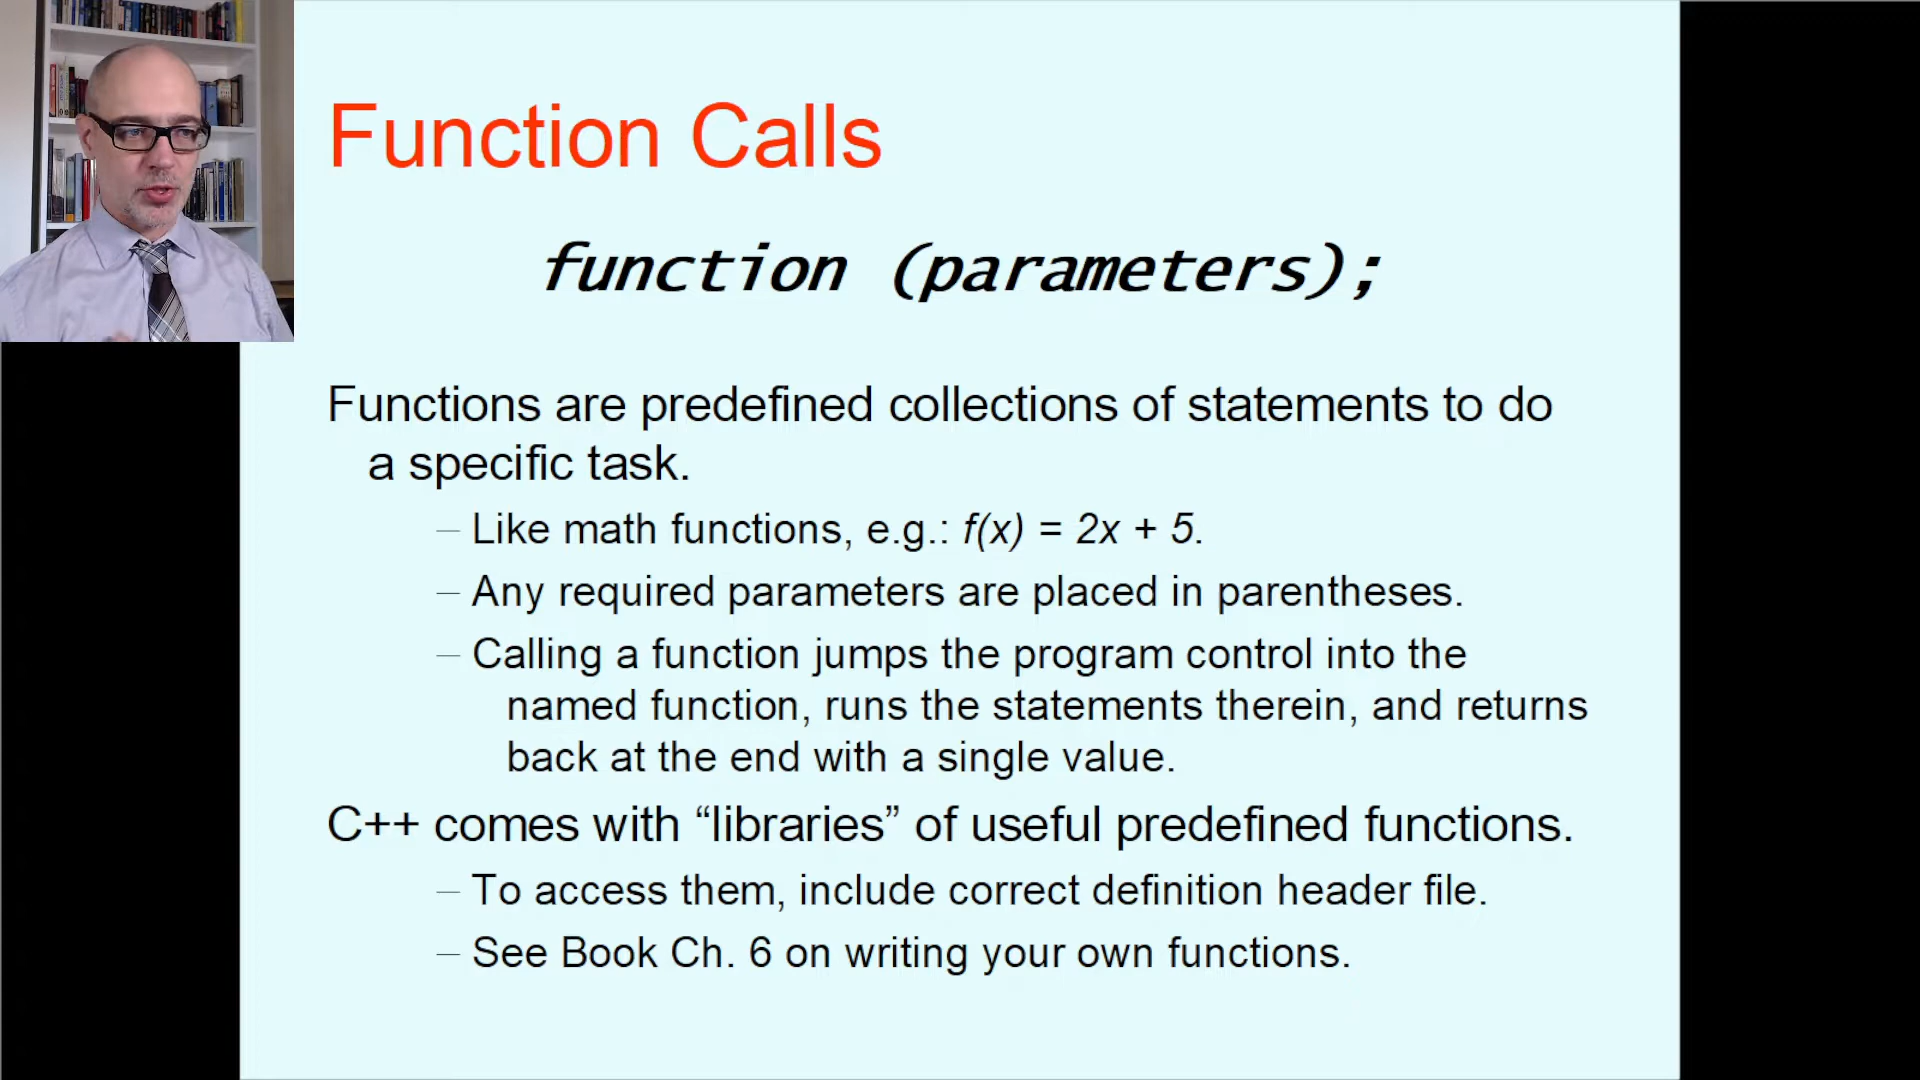 Function Calls
function (parameters);
Functions are predefined collections of statements to do
a specific task.
– Like math functions, e.g.: f(x) = 2x + 5.
– Any required parameters are placed in parentheses.
– Calling a function jumps the program control into the
named function, runs the statements therein, and returns
back at the end with a single value.
C++ comes with “libraries” of useful predefined functions.
– To access them, include correct definition header file.
– See Book Ch. 6 on writing your own functions.